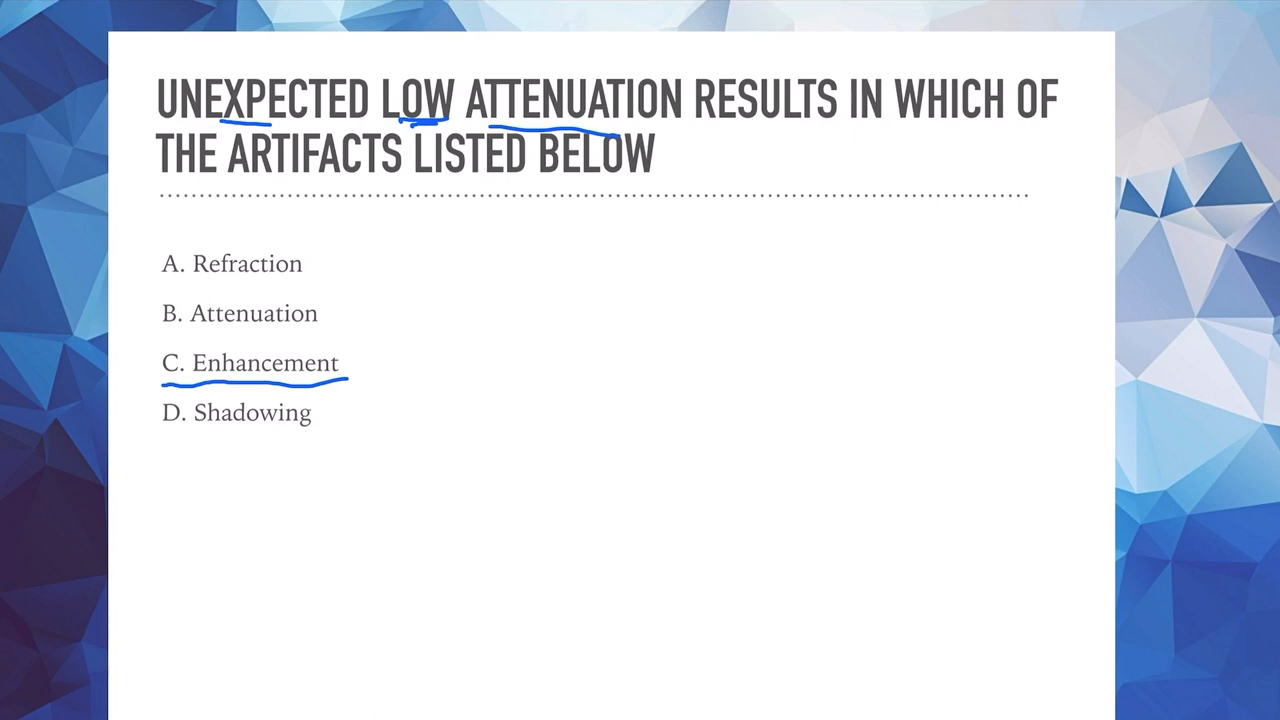 UNEXPECTED LOW ATTENUATION RESULTS IN WHICH OF
THE ARTIFACTS LISTED BELOW
A. Refraction
B. Attenuation
C. Enhancement
D. Shadowing